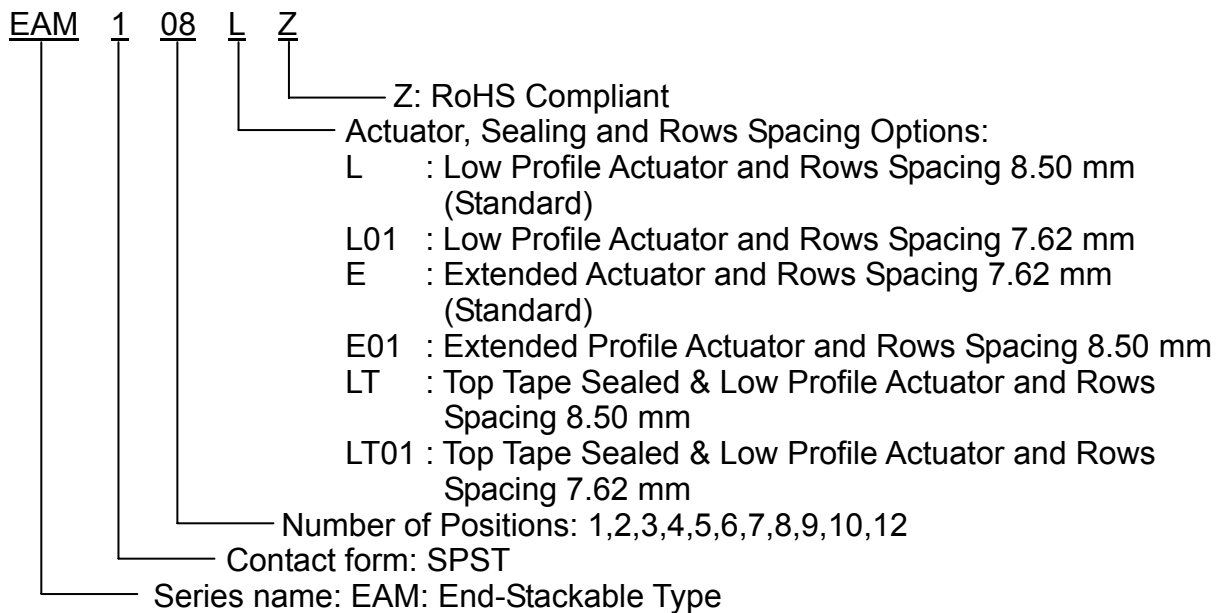 EAM 1 08 L Z
Z: RoHS Compliant
Actuator, Sealing and Rows Spacing Options:
L : Low Profile Actuator and Rows Spacing 8.50 mm
(Standard)
L01 : Low Profile Actuator and Rows Spacing 7.62 mm
E : Extended Actuator and Rows Spacing 7.62 mm
(Standard)
E01 : Extended Profile Actuator and Rows Spacing 8.50 mm
LT : Top Tape Sealed & Low Profile Actuator and Rows
Spacing 8.50 mm
LT01 : Top Tape Sealed & Low Profile Actuator and Rows
Spacing 7.62 mm
Number of Positions: 1,2,3,4,5,6,7,8,9,10,12
Contact form: SPST
Series name: EAM: End-Stackable Type